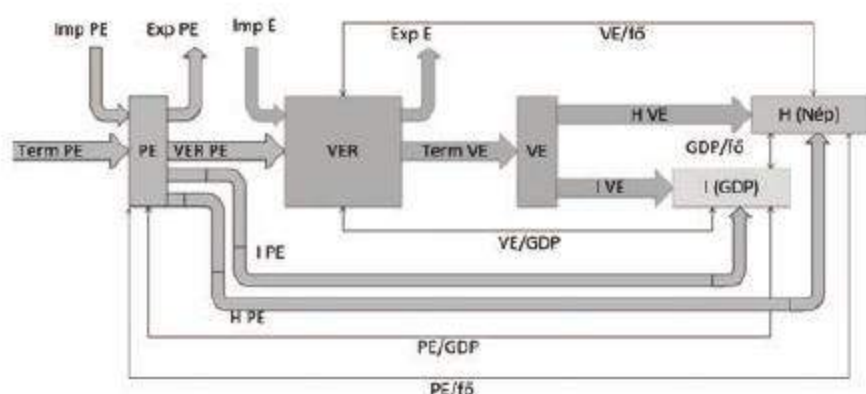 Imp PE
Exp PE
Imp E
Exp E
VE/fő
Term PE
PE
VER PE
VER
Term VE
VE
H VE
H (Nép)
GDP/fő
I VE
I (GDP)
VE/GDP
I PE
H PE
PE/GDP
PE/fő